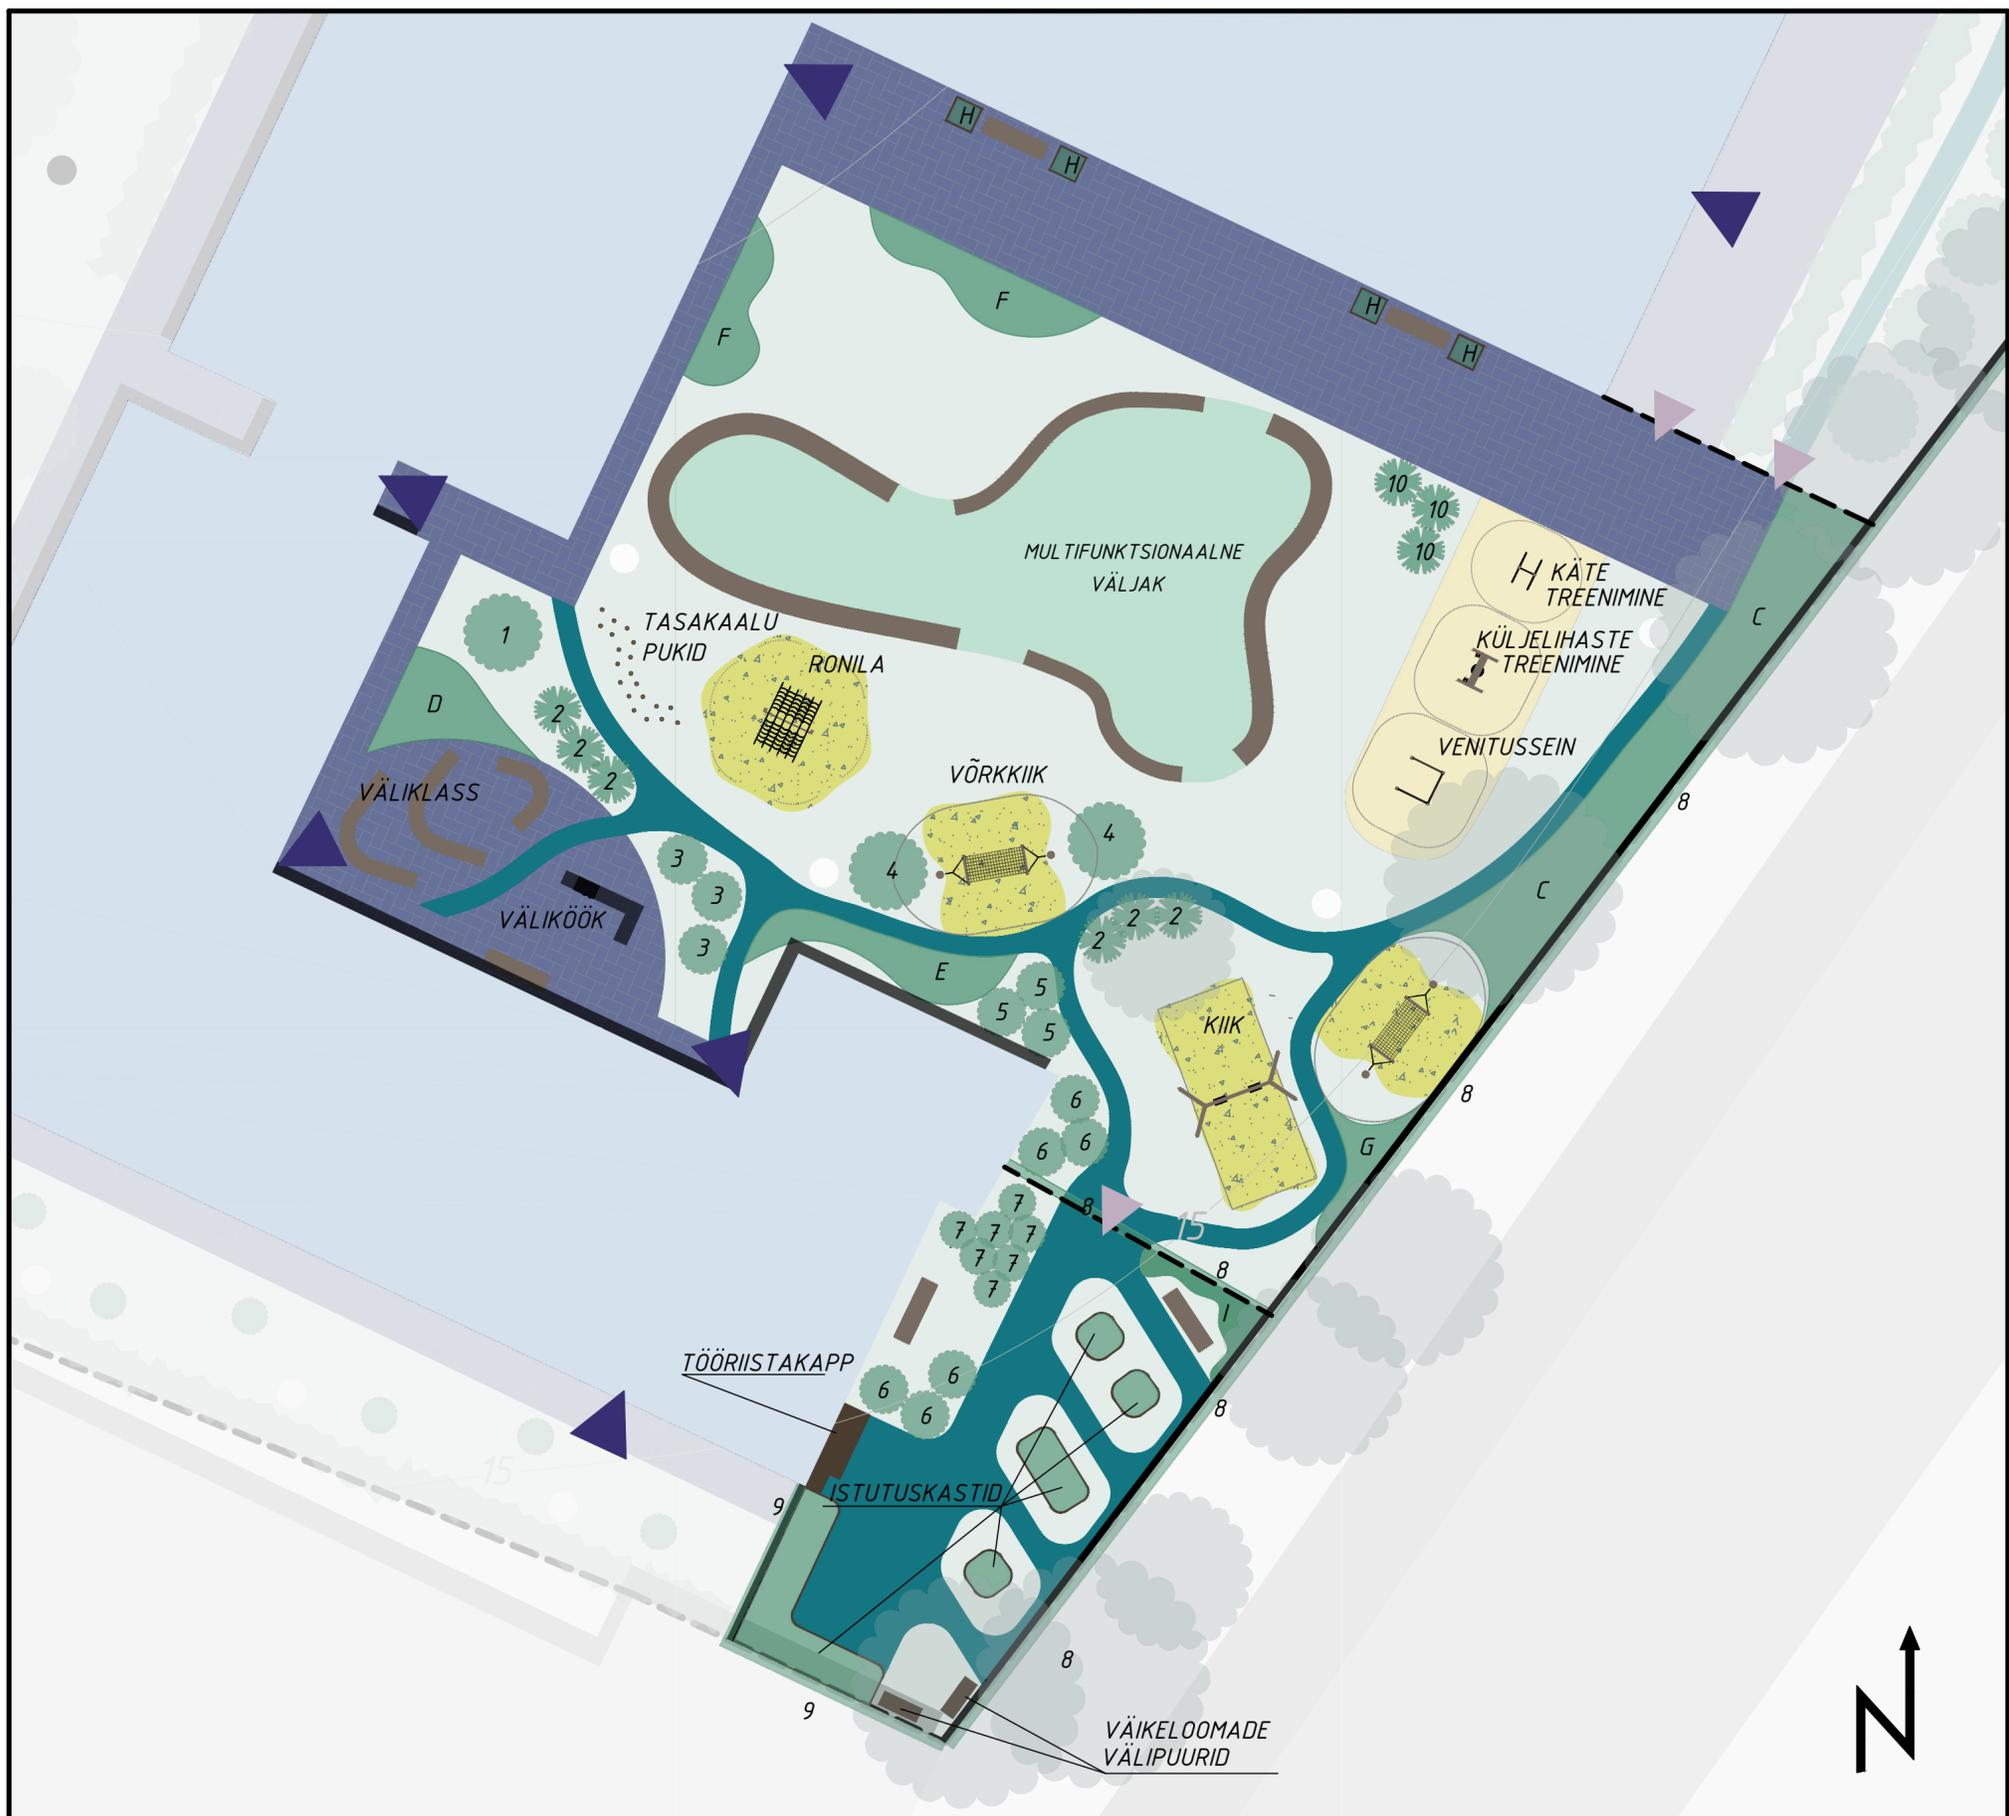 H
H
F
F
H
H
10
10
10
MULTIFUNKTSIONAALNE
VÄLJAK
KÄTE
TREENIMINE
C
1
TASAKAALU
PUKID
RONILA
KÜLJELIHASTE
TREENIMINE
D
2
2
2
VENITUSSEIN
VÕRKKIIK
VÄLIKLASS
8
4
4
3
3
3
C
2
2
2
VÄLIKÖÖK
E
5
5
5
KIIK
8
6
6
6
G
7
7
7
7
7
7
7
8
15
8
I
TÖÖRIISTAKAPP
6
6
6
8
15
9
ISTUTUSKASTID
8
9
VÄIKELOOMADE
VÄLIPUURID
N